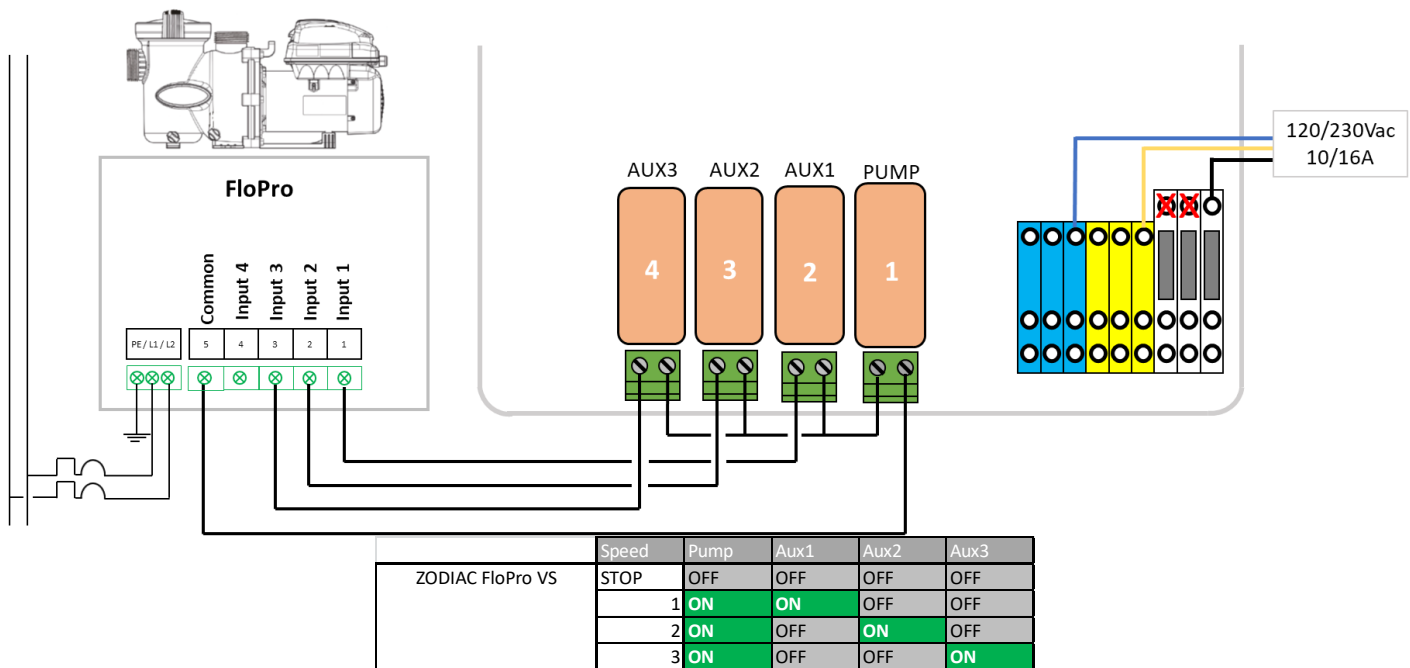 120/230Vac
10/16A
FloPro
AUX3 AUX2 AUX1 PUMP
4 3 2 1
Common
Input 4
Input 3
Input 2
Input 1
PE / L1 / L2 5 4 3 2 1
Speed Pump Aux1 Aux2 Aux3
ZODIAC FloPro VS STOP OFF OFF OFF OFF
1 ON ON OFF OFF
2 ON OFF ON OFF
3 ON OFF OFF ON